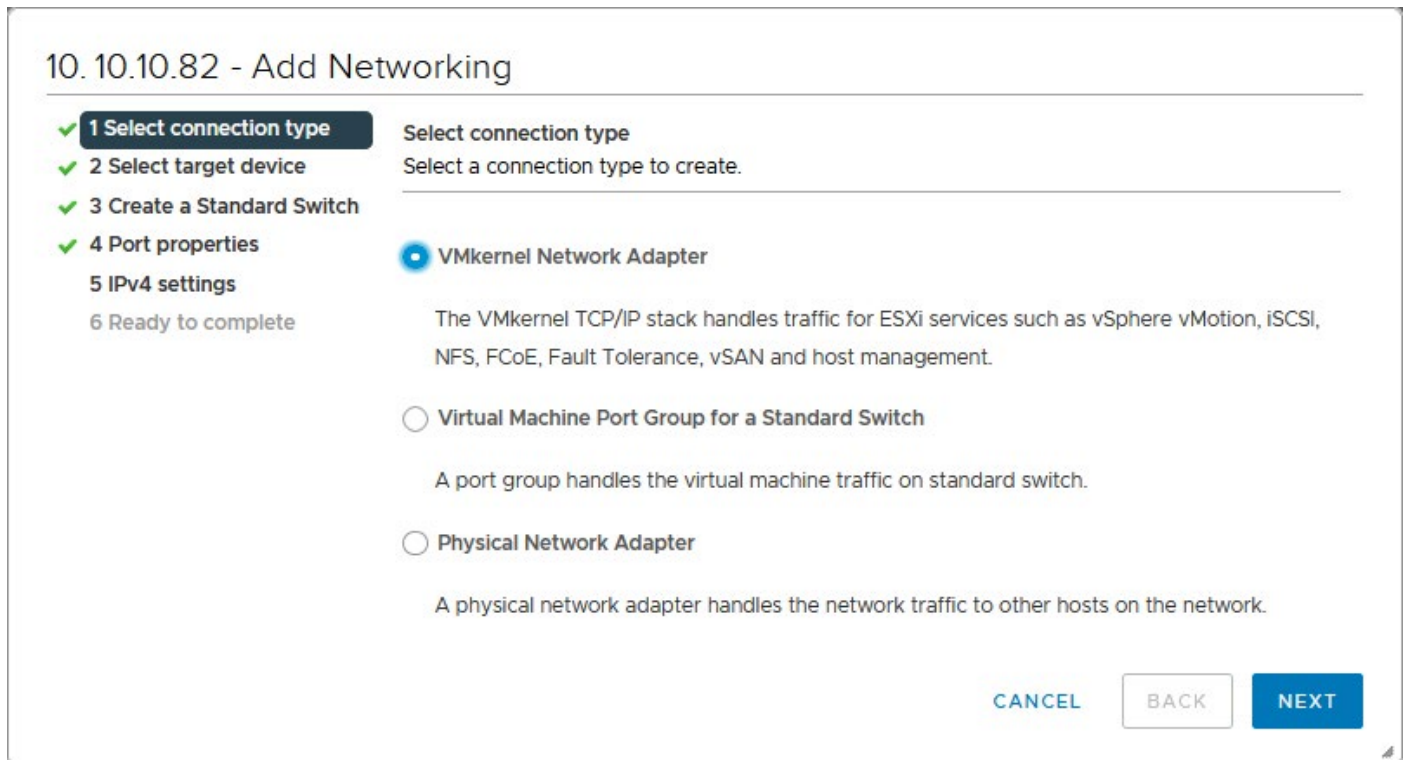 10. 10.10.82 - Add Networking
1 Select connection type
2 Select target device
3 Create a Standard Switch
4 Port properties
5 IPv4 settings
6 Ready to complete
Select connection type
Select a connection type to create.
VMkernel Network Adapter
The VMkernel TCP/IP stack handles traffic for ESXi services such as vSphere vMotion, iSCSI,
NFS, FCoE, Fault Tolerance, vSAN and host management.
Virtual Machine Port Group for a Standard Switch
A port group handles the virtual machine traffic on standard switch.
Physical Network Adapter
A physical network adapter handles the network traffic to other hosts on the network.
CANCEL
BACK
NEXT